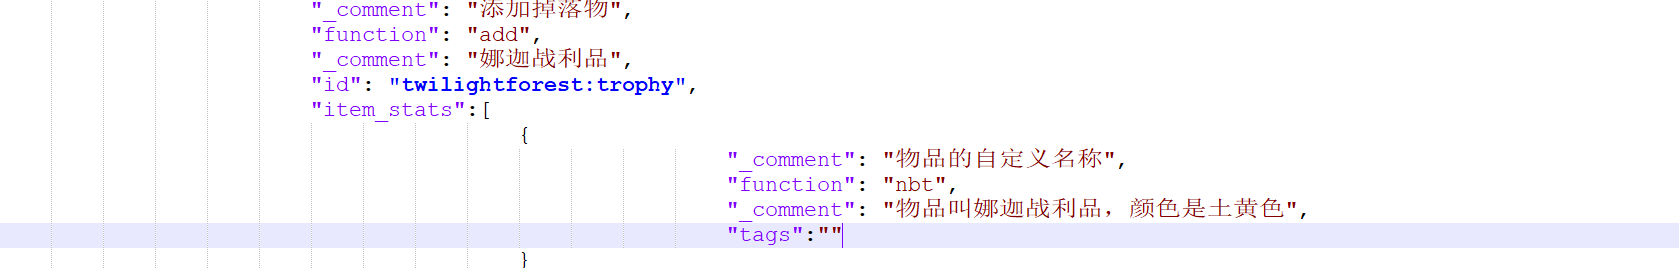 "_comment": "添加掉落物",
"function": "add",
"_comment": "娜迦战利品",
"id": "twilightforest:trophy",
"item_stats":[
{
"_comment": "物品的自定义名称",
"function": "nbt",
"_comment": "物品叫娜迦战利品，颜色是土黄色",
"tags":""
}